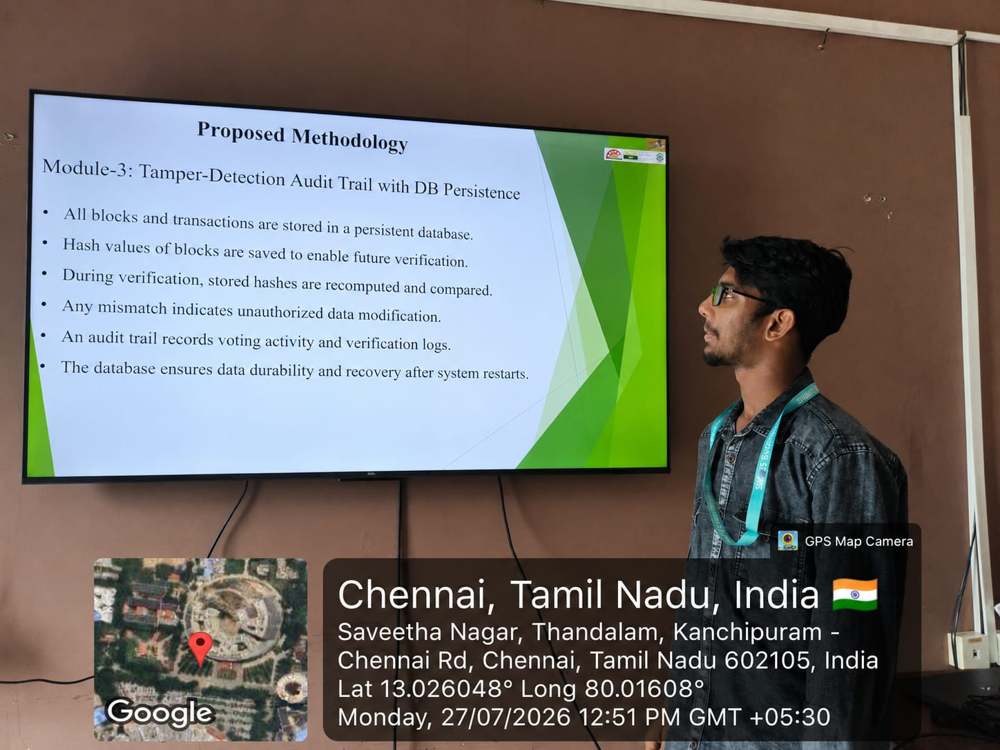 Proposed Methodology
Module-3: Tamper-Detection Audit Trail with DB Persistence
• All blocks and transactions are stored in a persistent database.
• Hash values of blocks are saved to enable future verification.
• During verification, stored hashes are recomputed and compared.
• Any mismatch indicates unauthorized data modification.
• An audit trail records voting activity and verification logs.
• The database ensures data durability and recovery after system restarts.
GPS Map Camera
Chennai, Tamil Nadu, India
Saveetha Nagar, Thandalam, Kanchipuram -
Chennai Rd, Chennai, Tamil Nadu 602105, India
Lat 13.026048° Long 80.01608°
Monday, 27/07/2026 12:51 PM GMT +05:30
Google